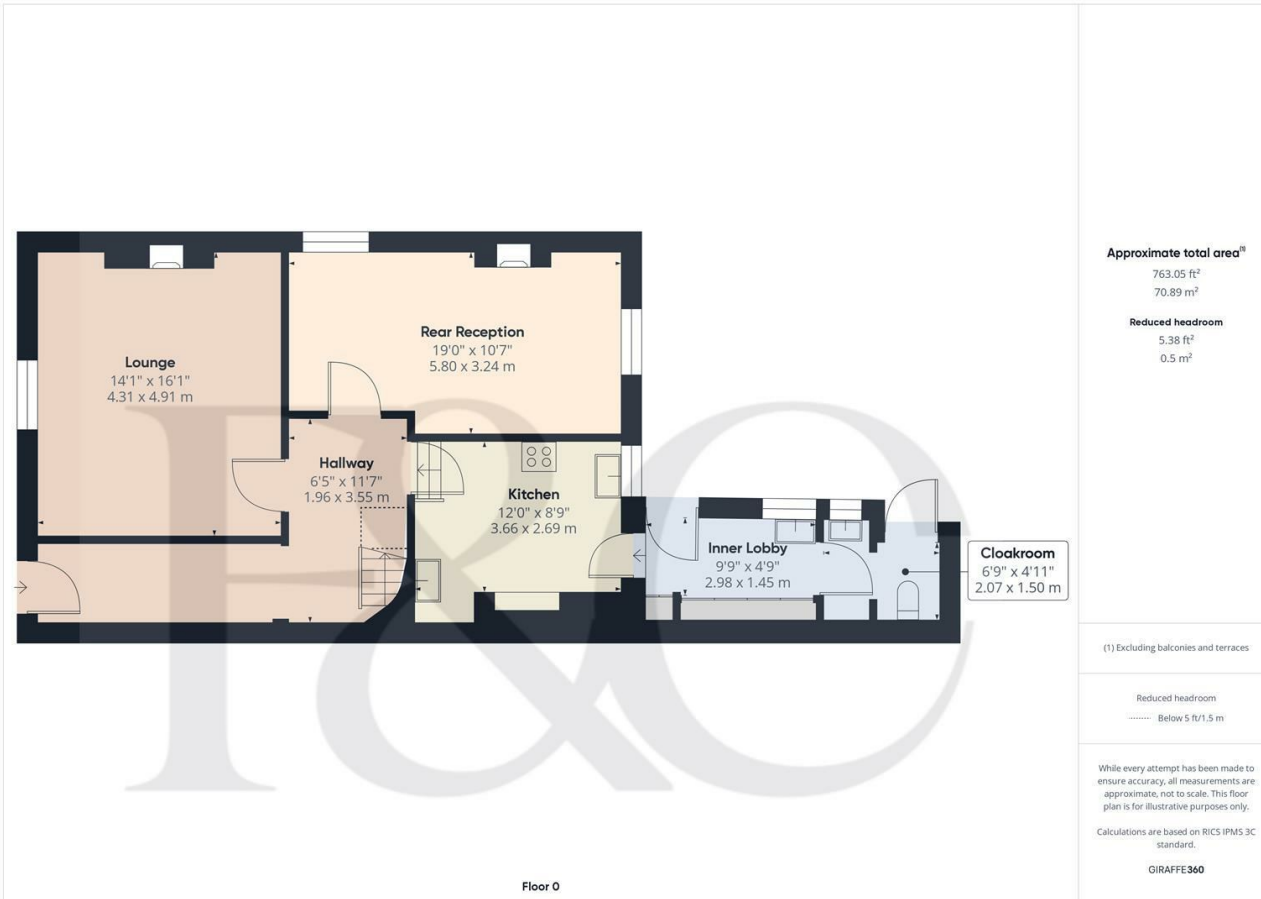 Lounge
14'1" x 16'1"
4.31 x 4.91 m
Rear Reception
19'0" x 10'7"
5.80 x 3.24 m
Hallway
6'5" x 11'7"
1.96 x 3.55 m
Kitchen
12'0" x 8'9"
3.66 x 2.69 m
Inner Lobby
9'9" x 4'9"
2.98 x 1.45 m
Cloakroom
6'9" x 4'11"
2.07 x 1.50 m
F&C
Floor 0
Approximate total area(1)
763.05 ft²
70.89 m²
Reduced headroom
5.38 ft²
0.5 m²
(1) Excluding balconies and terraces
Reduced headroom
Below 5 ft/1.5 m
While every attempt has been made to
ensure accuracy, all measurements are
approximate, not to scale. This floor
plan is for illustrative purposes only.
Calculations are based on RICS IPMS 3C
standard.
GIRAFFE360